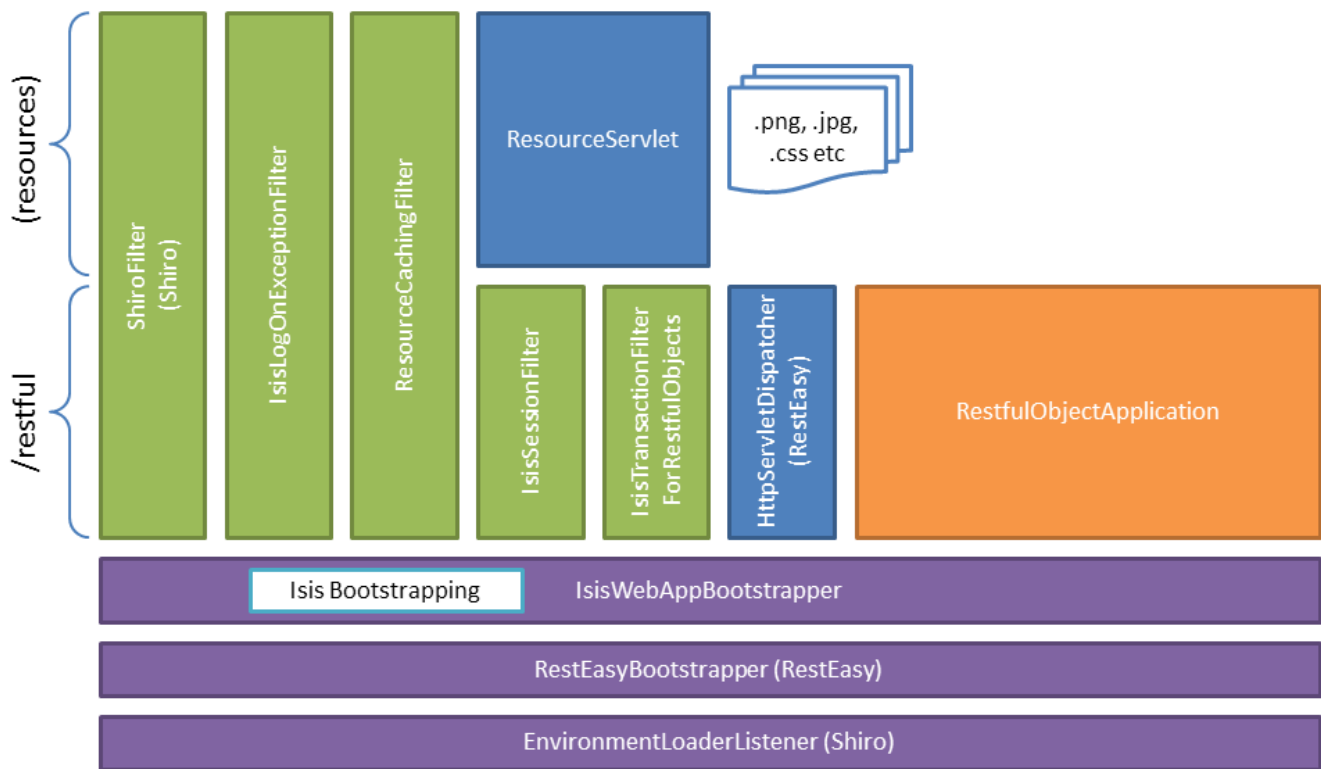 (resources)
/restful
ShiroFilter
(Shiro)
IsisLogOnExceptionFilter
ResourceCachingFilter
ResourceServlet
.png, .jpg,
.css etc
IsisSessionFilter
IsisTransactionFilter
ForRestfulObjects
HttpServletDispatcher
(RestEasy)
RestfulObjectApplication
Isis Bootstrapping
IsisWebAppBootstrapper
RestEasyBootstrapper (RestEasy)
EnvironmentLoaderListener (Shiro)